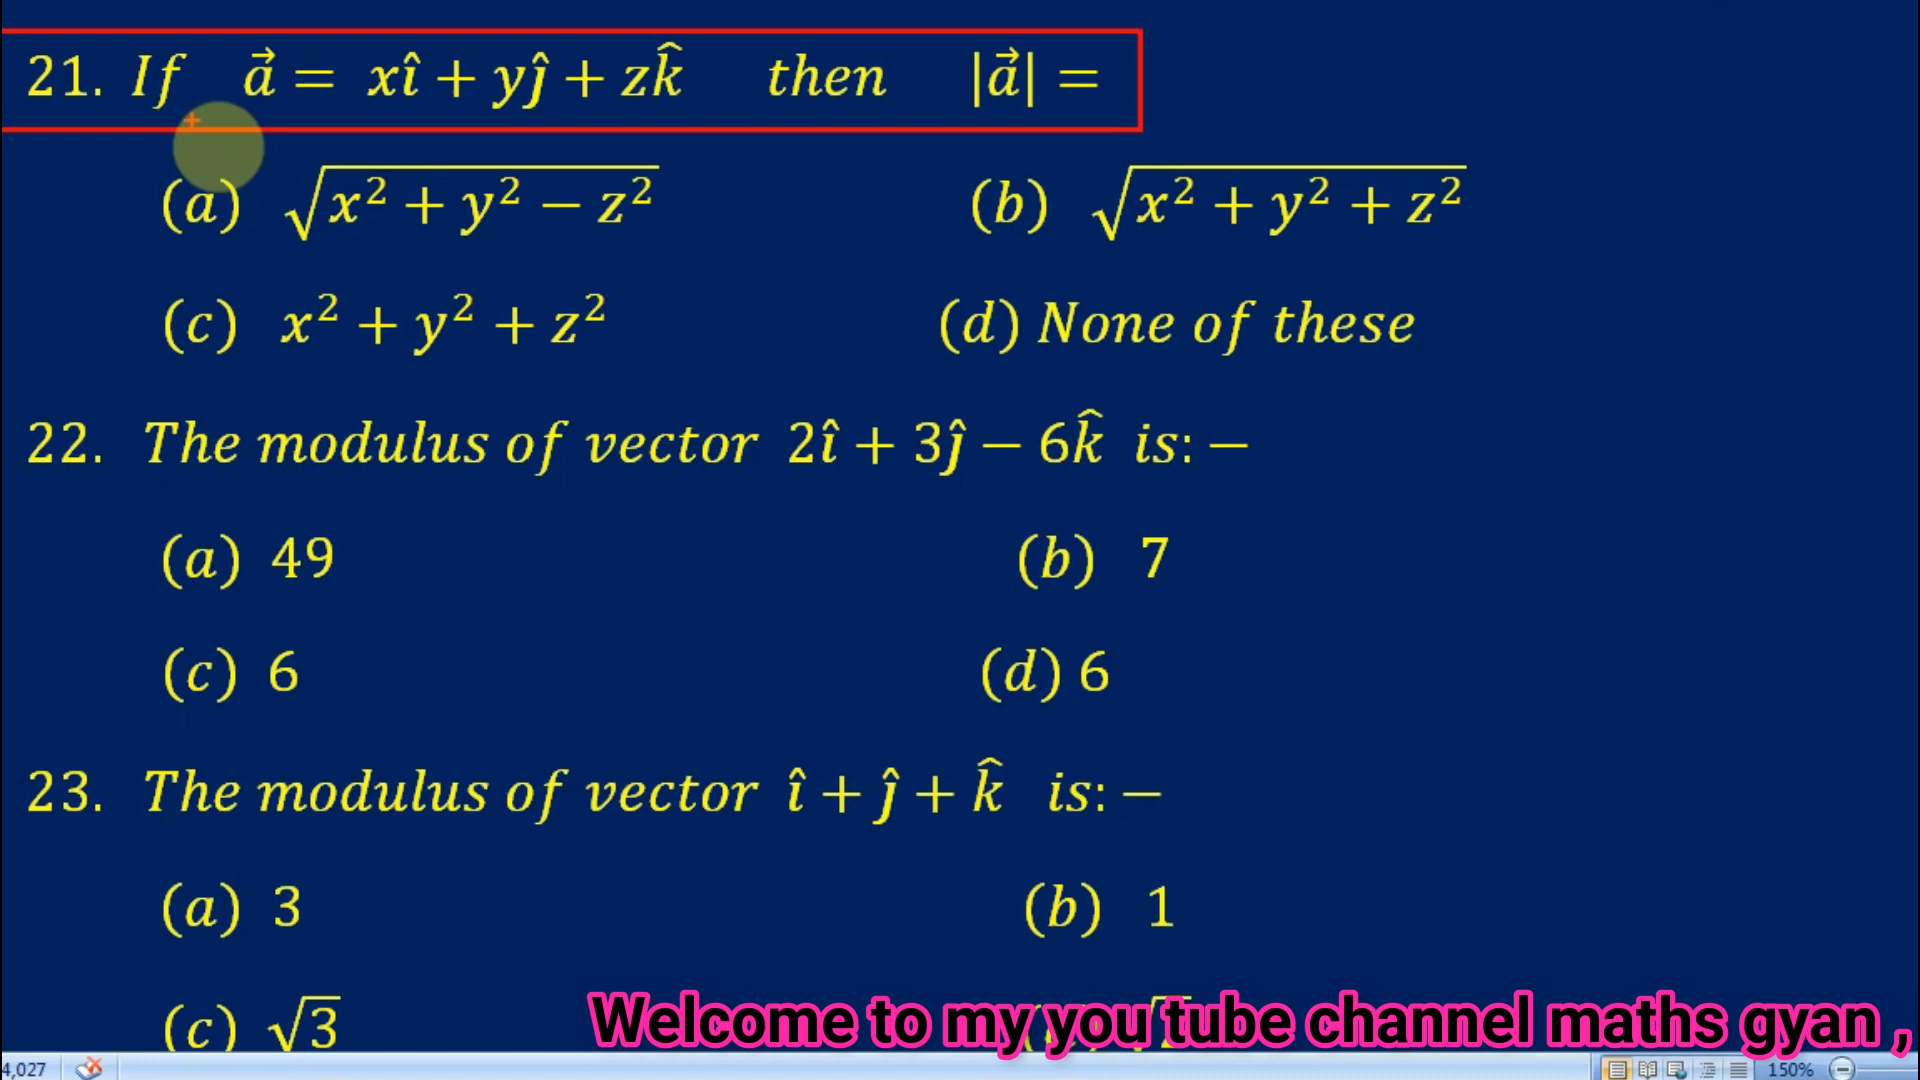 21. If a⃗ = xî + yĵ + zk̂ then |a⃗| =
(a) √(x² + y² − z²) (b) √(x² + y² + z²)
(c) x² + y² + z² (d) None of these
22. The modulus of vector 2î + 3ĵ − 6k̂ is: −
(a) 49 (b) 7
(c) 6 (d) 6
23. The modulus of vector î + ĵ + k̂ is: −
(a) 3 (b) 1
(c) √3
Welcome to my you tube channel maths gyan ,
4,027 150%